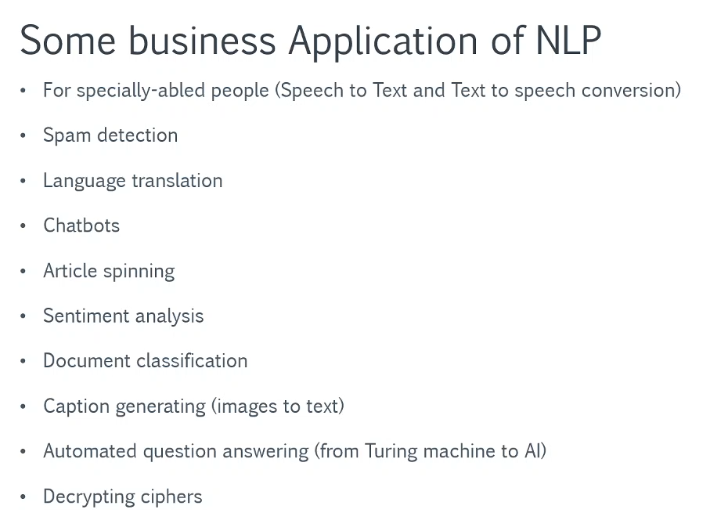 Some business Application of NLP
• For specially-abled people (Speech to Text and Text to speech conversion)
• Spam detection
• Language translation
• Chatbots
• Article spinning
• Sentiment analysis
• Document classification
• Caption generating (images to text)
• Automated question answering (from Turing machine to AI)
• Decrypting ciphers